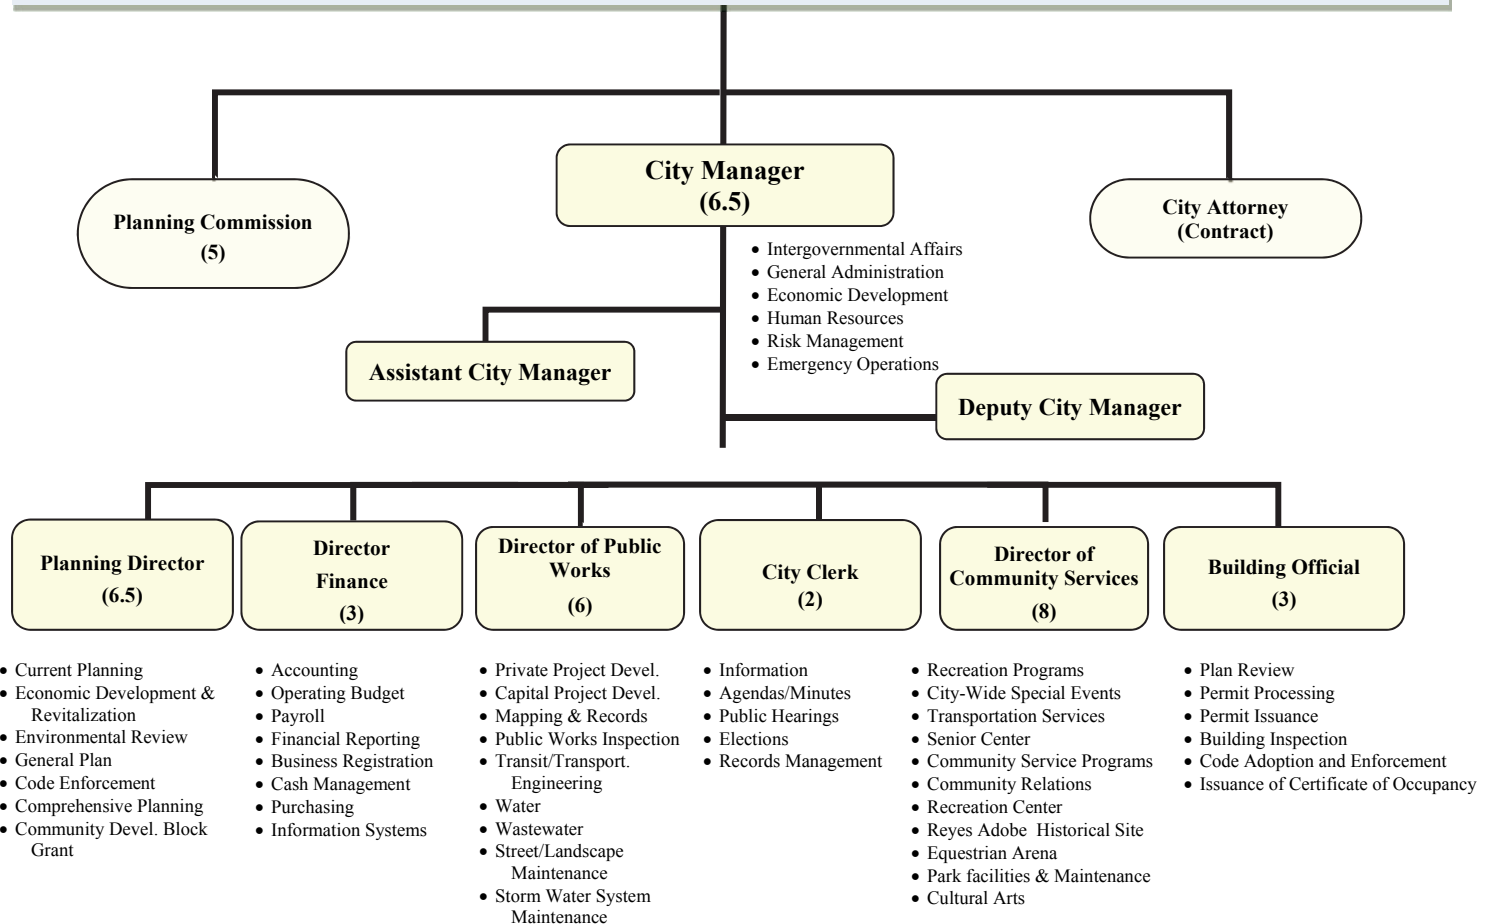 City Manager
(6.5)
Planning Commission
(5)
City Attorney
(Contract)
• Intergovernmental Affairs
• General Administration
• Economic Development
• Human Resources
• Risk Management
• Emergency Operations
Assistant City Manager
Deputy City Manager
Planning Director
(6.5)
Director
Finance
(3)
Director of Public
Works
(6)
City Clerk
(2)
Director of
Community Services
(8)
Building Official
(3)
• Current Planning
• Economic Development &
Revitalization
• Environmental Review
• General Plan
• Code Enforcement
• Comprehensive Planning
• Community Devel. Block
Grant
• Accounting
• Operating Budget
• Payroll
• Financial Reporting
• Business Registration
• Cash Management
• Purchasing
• Information Systems
• Private Project Devel.
• Capital Project Devel.
• Mapping & Records
• Public Works Inspection
• Transit/Transport.
Engineering
• Water
• Wastewater
• Street/Landscape
Maintenance
• Storm Water System
Maintenance
• Information
• Agendas/Minutes
• Public Hearings
• Elections
• Records Management
• Recreation Programs
• City-Wide Special Events
• Transportation Services
• Senior Center
• Community Service Programs
• Community Relations
• Recreation Center
• Reyes Adobe Historical Site
• Equestrian Arena
• Park facilities & Maintenance
• Cultural Arts
• Plan Review
• Permit Processing
• Permit Issuance
• Building Inspection
• Code Adoption and Enforcement
• Issuance of Certificate of Occupancy